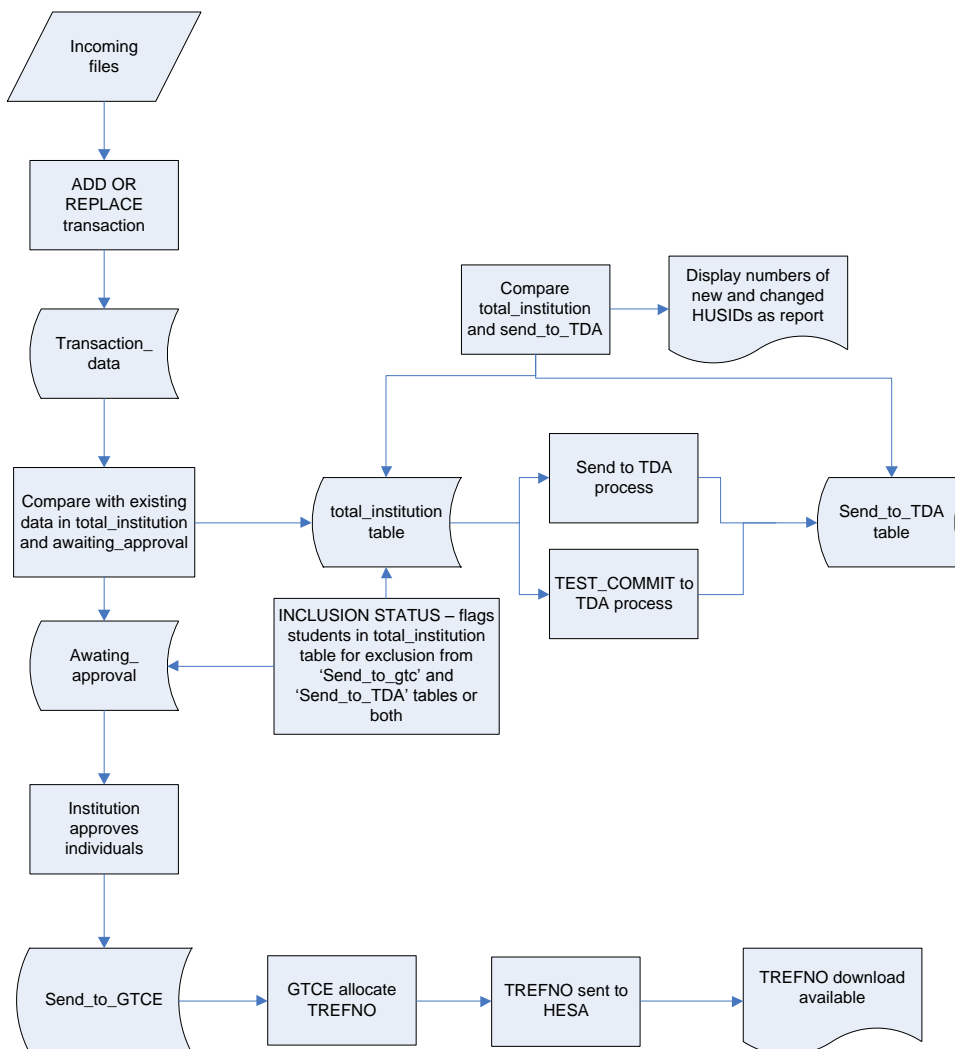 Incoming
files
ADD OR
REPLACE
transaction
Transaction_
data
Compare
total_institution
and send_to_TDA
Display numbers of
new and changed
HUSIDs as report
Compare with existing
data in total_institution
and awaiting_approval
total_institution
table
Send to TDA
process
TEST_COMMIT to
TDA process
Send_to_TDA
table
INCLUSION STATUS – flags
students in total_institution
table for exclusion from
‘Send_to_gtc’ and
‘Send_to_TDA’ tables or
both
Awating_
approval
Institution
approves
individuals
Send_to_GTCE
GTCE allocate
TREFNO
TREFNO sent to
HESA
TREFNO download
available